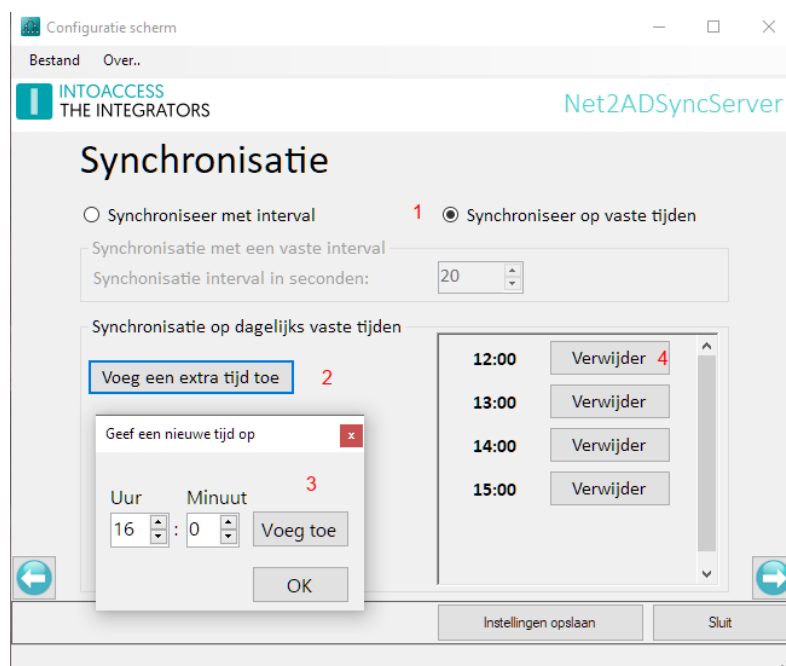 Configuratie scherm
Bestand Over..
INTOACCESS
THE INTEGRATORS
Net2ADSyncServer
Synchronisatie
Synchroniseer met interval 1 Synchroniseer op vaste tijden
Synchronisatie met een vaste interval
Synchonisatie interval in seconden: 20
Synchronisatie op dagelijks vaste tijden
Voeg een extra tijd toe 2
12:00 Verwijder 4
13:00 Verwijder
14:00 Verwijder
15:00 Verwijder
Geef een nieuwe tijd op x
3
Uur Minuut
16 : 0 Voeg toe
OK
Instellingen opslaan Sluit